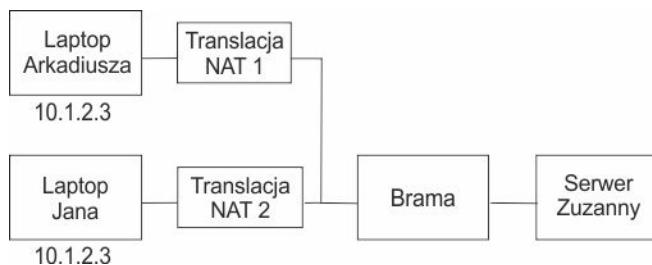 Laptop
Arkadiusza
Translacja
NAT 1
10.1.2.3
Laptop
Jana
Translacja
NAT 2
Brama
Serwer
Zuzanny
10.1.2.3